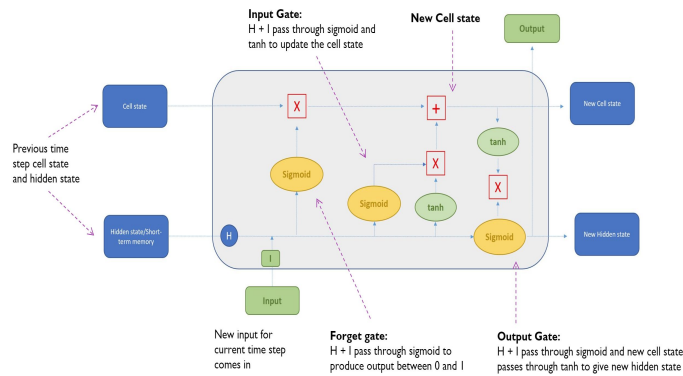 Input Gate:
H + I pass through sigmoid and
tanh to update the cell state
New Cell state
Output
Cell state
X
+
New Cell state
Previous time
step cell state
and hidden state
tanh
X
Sigmoid
X
Sigmoid
tanh
Hidden state/Short-
term memory
H
Sigmoid
New Hidden state
I
Input
New input for
current time step
comes in
Forget gate:
H + I pass through sigmoid to
produce output between 0 and 1
Output Gate:
H + I pass through sigmoid and new cell state
passes through tanh to give new hidden state